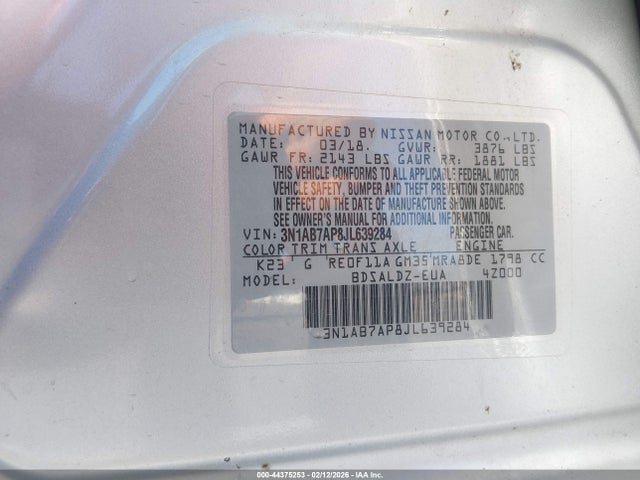 MANUFACTURED BY NISSAN MOTOR CO., LTD.
DATE: 03/18. GVWR: 3876 LBS
GAWR FR: 2143 LBS GAWR RR: 1881 LBS
THIS VEHICLE CONFORMS TO ALL APPLICABLE FEDERAL MOTOR
VEHICLE SAFETY, BUMPER AND THEFT PREVENTION STANDARDS
IN EFFECT ON THE DATE OF MANUFACTURE SHOWN ABOVE.
SEE OWNER'S MANUAL FOR ADDITIONAL INFORMATION.
VIN: 3N1AB7AP8JL639284 PASSENGER CAR.
COLOR TRIM TRANS AXLE ENGINE
K23 G RE0F11A GM35 MRA8DE 1798 CC
MODEL: BDSALDZ-EUA 4Z000
3N1AB7AP8JL639284
000-44375253 - 02/12/2026 - IAAI, Inc.